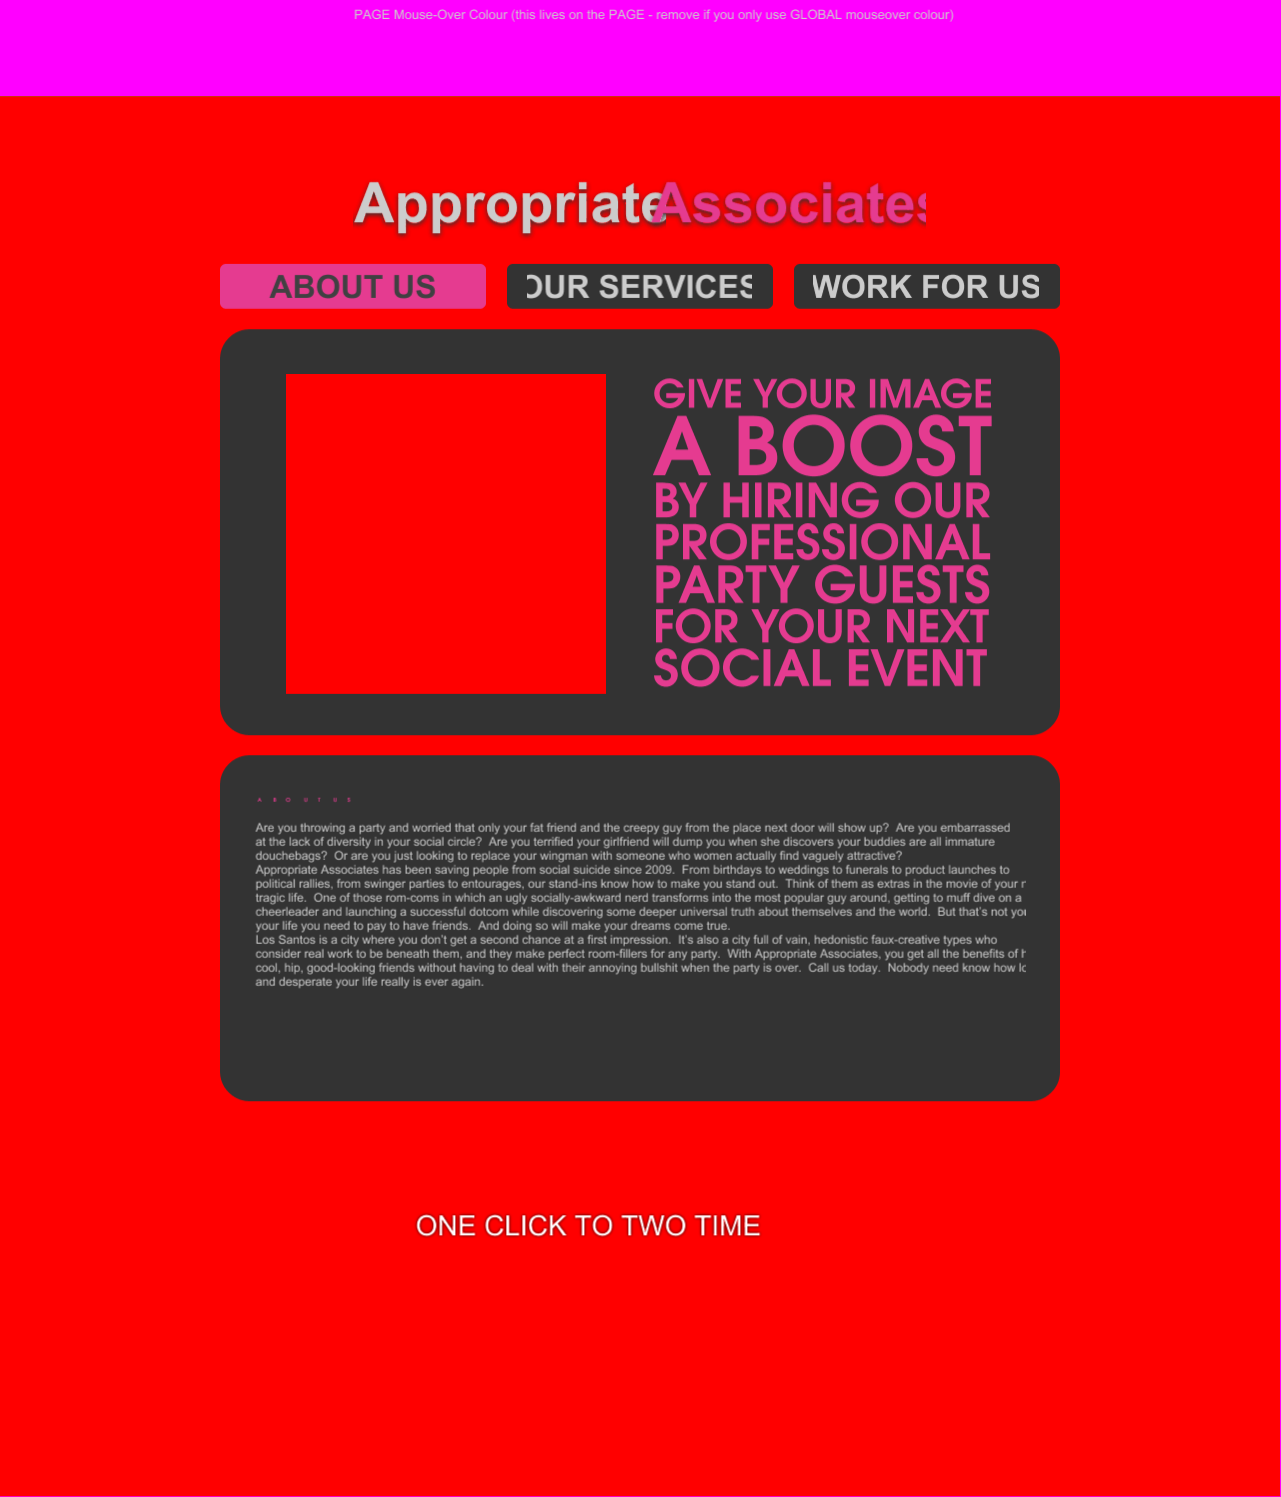 PAGE Mouse-Over Colour (this lives on the PAGE - remove if you only use GLOBAL mouseover colour)
AppropriateAssociates
ABOUT US OUR SERVICES WORK FOR US
GIVE YOUR IMAGE
A BOOST
BY HIRING OUR
PROFESSIONAL
PARTY GUESTS
FOR YOUR NEXT
SOCIAL EVENT
A B O U T U S
Are you throwing a party and worried that only your fat friend and the creepy guy from the place next door will show up?  Are you embarrassed
at the lack of diversity in your social circle?  Are you terrified your girlfriend will dump you when she discovers your buddies are all immature
douchebags?  Or are you just looking to replace your wingman with someone who women actually find vaguely attractive?
Appropriate Associates has been saving people from social suicide since 2009.  From birthdays to weddings to funerals to product launches to
political rallies, from swinger parties to entourages, our stand-ins know how to make you stand out.  Think of them as extras in the movie of your
tragic life.  One of those rom-coms in which an ugly socially-awkward nerd transforms into the most popular guy around, getting to muff dive on a
cheerleader and launching a successful dotcom while discovering some deeper universal truth about themselves and the world.  But that's not
your life you need to pay to have friends.  And doing so will make your dreams come true.
Los Santos is a city where you don't get a second chance at a first impression.  It's also a city full of vain, hedonistic faux-creative types who
consider real work to be beneath them, and they make perfect room-fillers for any party.  With Appropriate Associates, you get all the benefits of
cool, hip, good-looking friends without having to deal with their annoying bullshit when the party is over.  Call us today.  Nobody need know how
and desperate your life really is ever again.
ONE CLICK TO TWO TIME